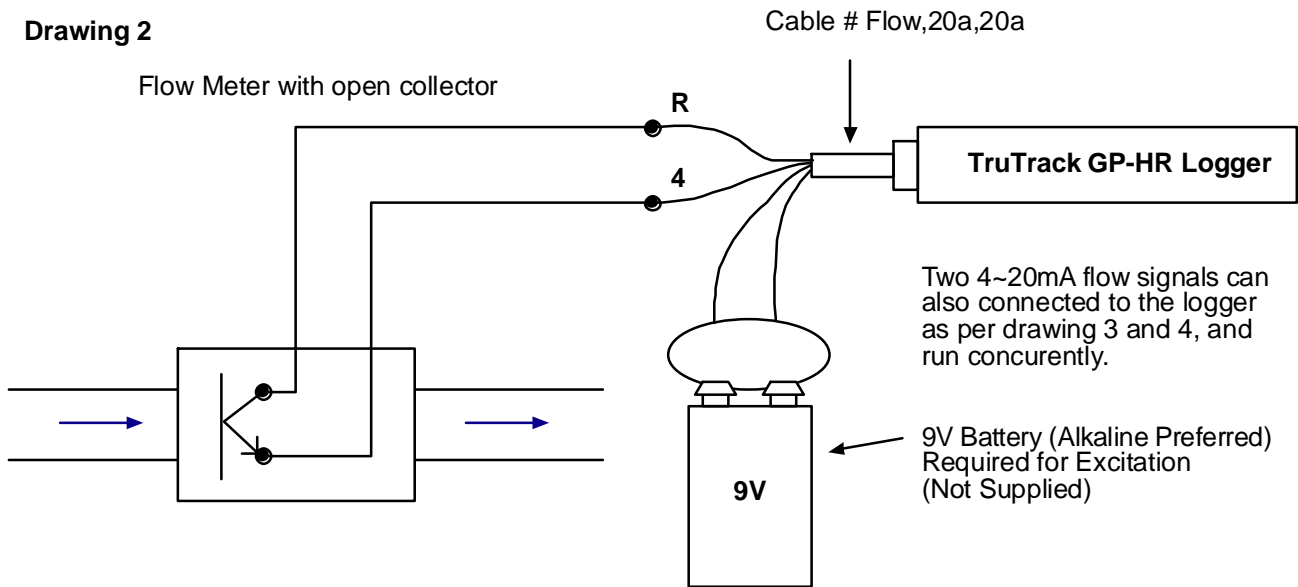 Drawing 2
Cable # Flow,20a,20a
Flow Meter with open collector
R
4
TruTrack GP-HR Logger
Two 4~20mA flow signals can
also connected to the logger
as per drawing 3 and 4, and
run concurently.
9V Battery (Alkaline Preferred)
Required for Excitation
(Not Supplied)
9V